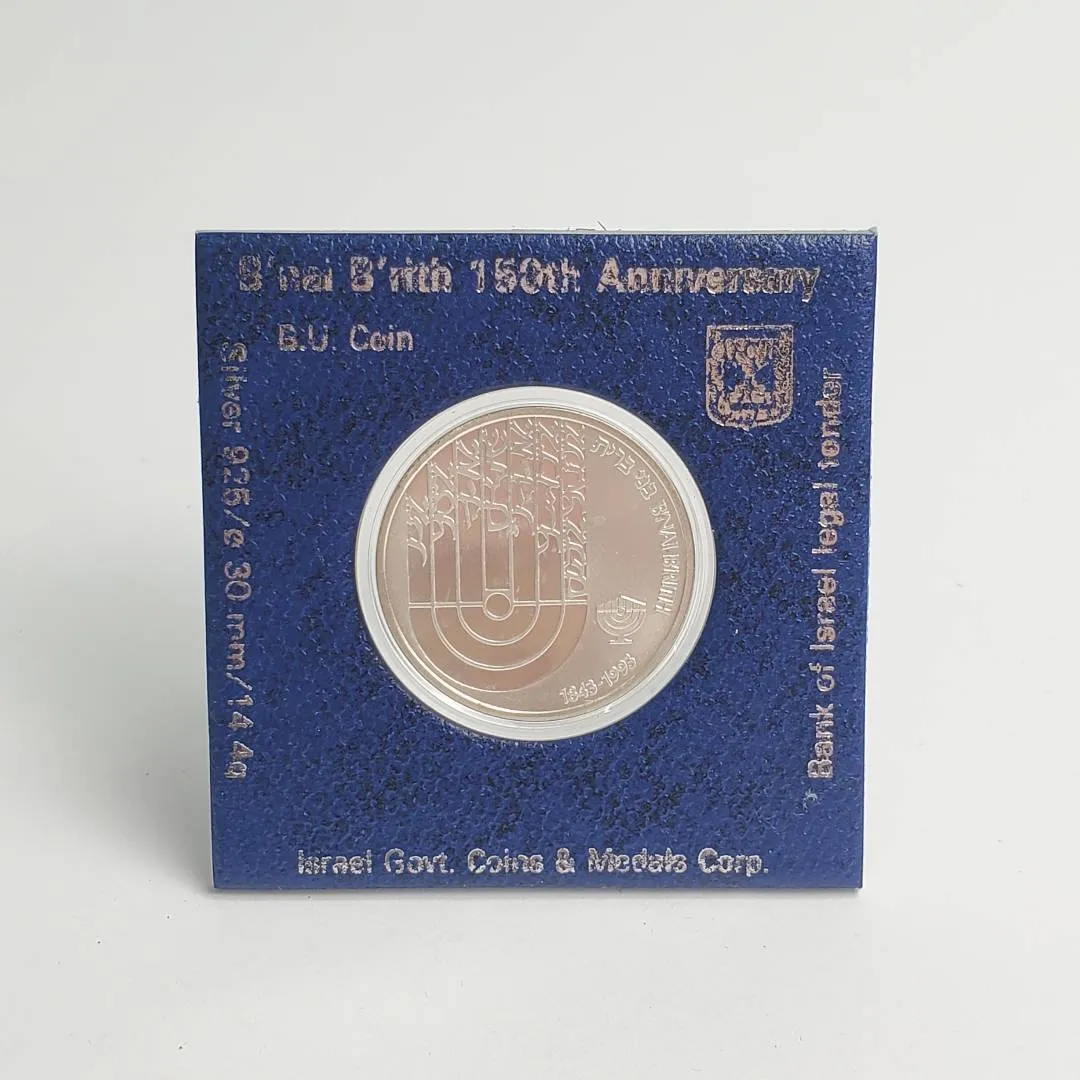 B'nai B'rith 150th Anniversary
B.U. Coin
Silver 925/ø 30 mm/14.4g
Bank of Israel legal tender
בני ברית BNAI B'RITH
1843-1993
Israel Govt. Coins & Medals Corp.